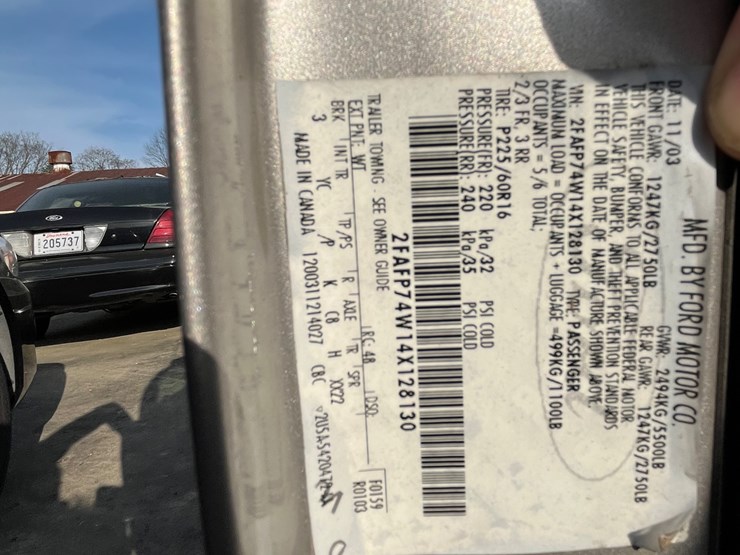 MFD. BY FORD MOTOR CO.
DATE: 11/03 GVWR: 2494KG/5500LB
FRONT GAWR: 1247KG/2750LB REAR GAWR: 1247KG/2750LB
THIS VEHICLE CONFORMS TO ALL APPLICABLE FEDERAL MOTOR
VEHICLE SAFETY, BUMPER, AND THEFT PREVENTION STANDARDS
IN EFFECT ON THE DATE OF MANUFACTURE SHOWN ABOVE.
VIN: 2FAFP74W14X128130 TYPE: PASSENGER
MAXIMUM LOAD = OCCUPANTS + LUGGAGE =499KG/1100LB
OCCUPANTS = 5/6 TOTAL;
2/3 FR, 3 RR
TIRE: P225/60R16
PRESSURE(FR): 220 kPa/32 PSI COLD
PRESSURE(RR): 240 kPa/35 PSI COLD
2FAFP74W14X128130
TRAILER TOWING - SEE OWNER GUIDE
F0159
R0103
EXT PNT: WT RC: 48 DSO:
BRK INT TR TP/PS R AXLE TR SPR
3 YC P K C8 H XX22
MADE IN CANADA 1200311214027 CBC
Ford
205737